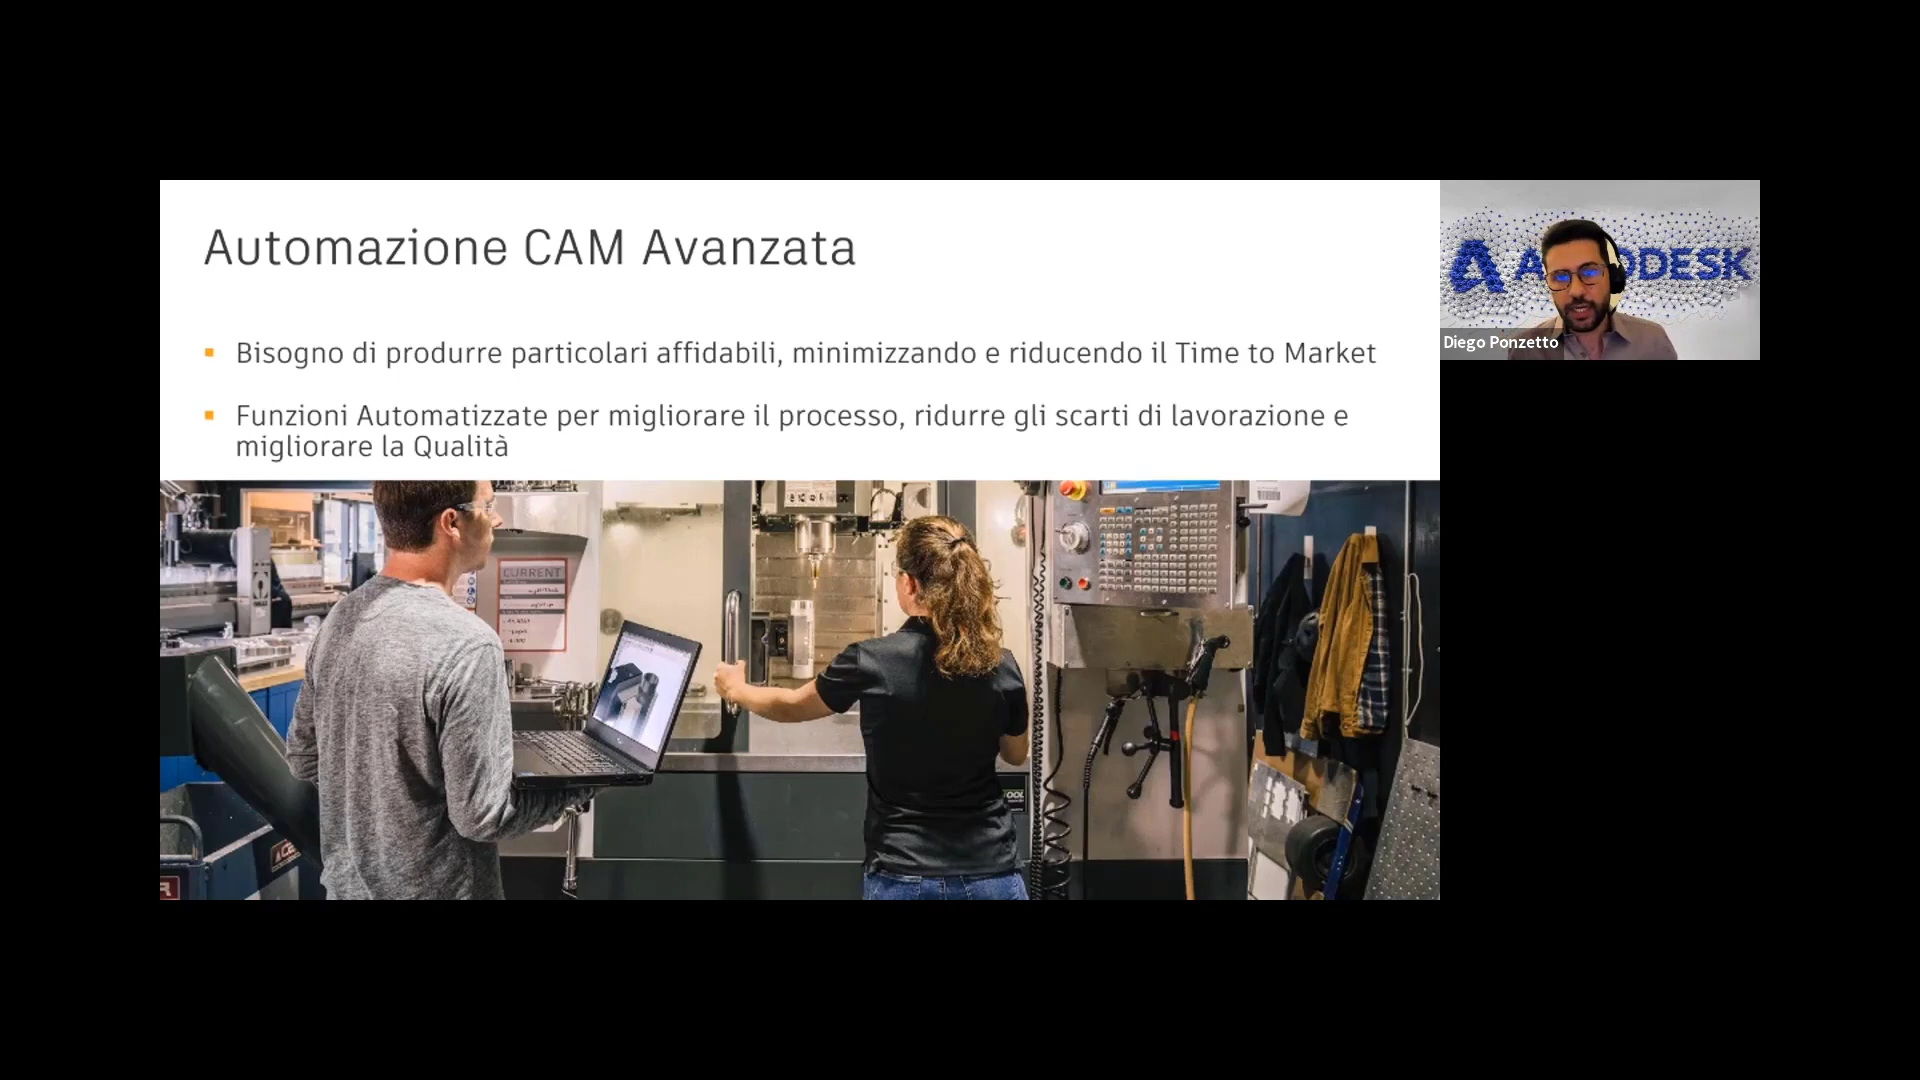 Automazione CAM Avanzata
Bisogno di produrre particolari affidabili, minimizzando e riducendo il Time to Market
Funzioni Automatizzate per migliorare il processo, ridurre gli scarti di lavorazione e
migliorare la Qualità
Diego Ponzetto
CURRENT